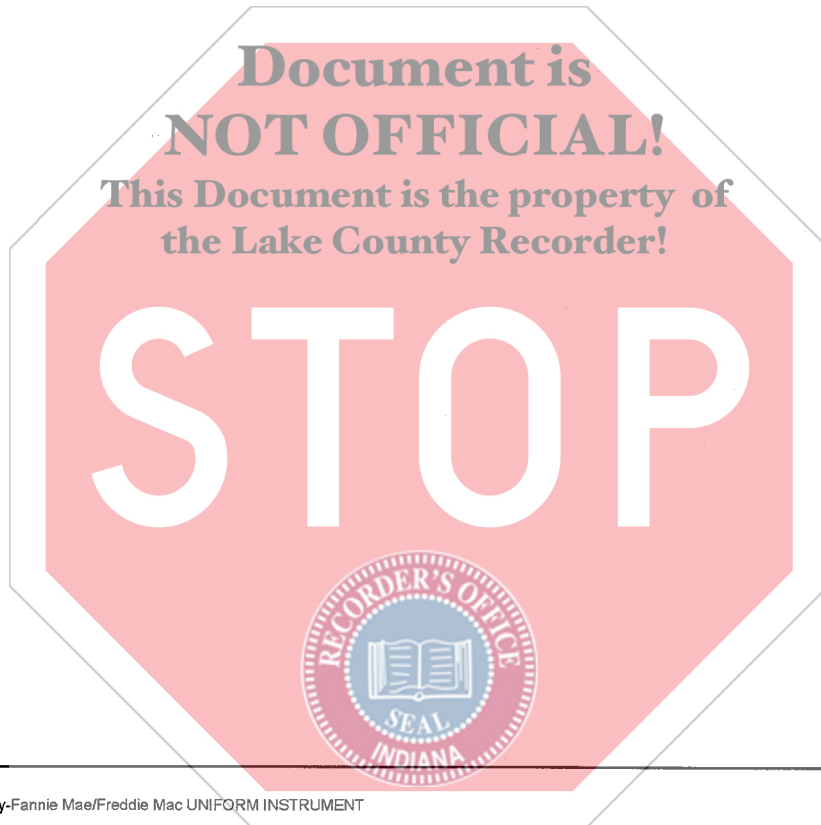 Document is
NOT OFFICIAL!
This Document is the property of
the Lake County Recorder!
STOP
RECORDER'S OFFICE
SEAL
INDIANA
y-Fannie Mae/Freddie Mac UNIFORM INSTRUMENT